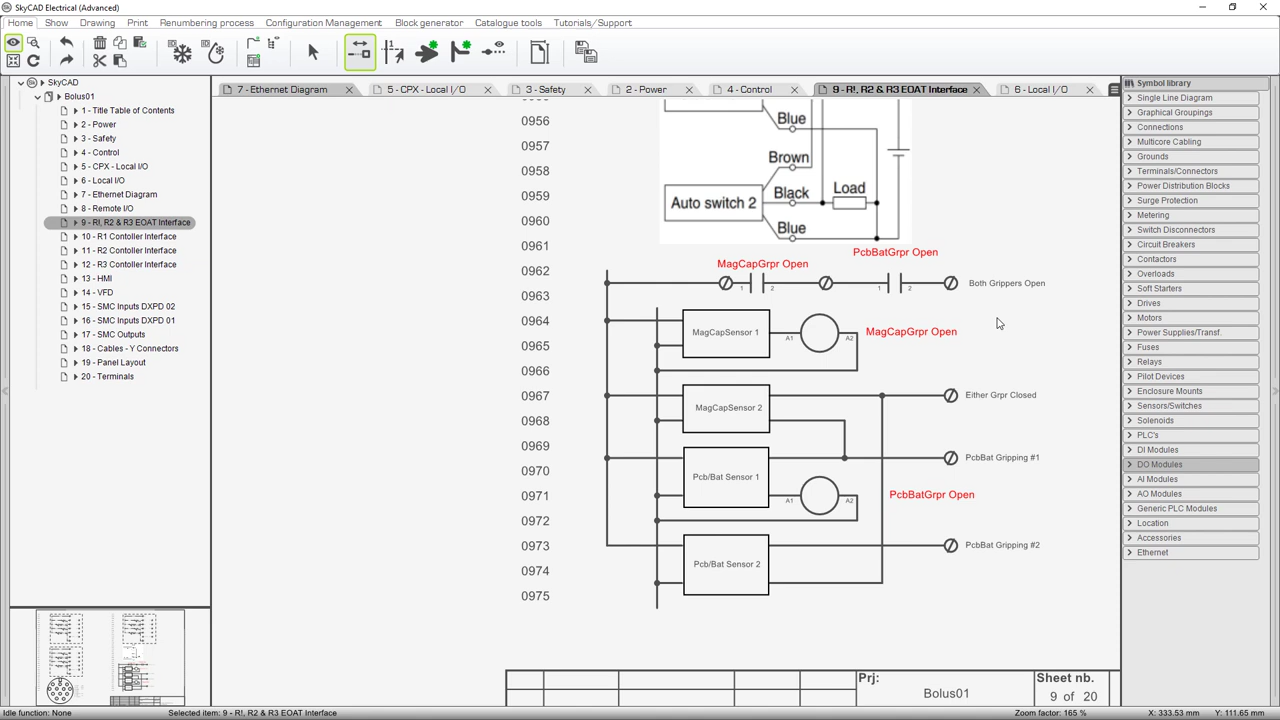 SkyCAD Electrical (Advanced)
Home Show Drawing Print Renumbering process Configuration Management Block generator Catalogue tools Tutorials/Support
7 - Ethernet Diagram 5 - CPX - Local I/O 3 - Safety 2 - Power 4 - Control 9 - R!, R2 & R3 EOAT Interface 6 - Local I/O
SkyCAD
Bolus01
1 - Title Table of Contents
2 - Power
3 - Safety
4 - Control
5 - CPX - Local I/O
6 - Local I/O
7 - Ethernet Diagram
8 - Remote I/O
9 - R!, R2 & R3 EOAT Interface
10 - R1 Contoller Interface
11 - R2 Contoller Interface
12 - R3 Contoller Interface
13 - HMI
14 - VFD
15 - SMC Inputs DXPD 02
16 - SMC Inputs DXPD 01
17 - SMC Outputs
18 - Cables - Y Connectors
19 - Panel Layout
20 - Terminals
0956
0957
0958
0959
0960
0961
0962
0963
0964
0965
0966
0967
0968
0969
0970
0971
0972
0973
0974
0975
Blue
Brown
Auto switch 2
Black
Load
Blue
PcbBatGrpr Open
MagCapGrpr Open
1 2 1 2 Both Grippers Open
MagCapSensor 1 A1 A2 MagCapGrpr Open
MagCapSensor 2
Either Grpr Closed
PcbBat Gripping #1
Pcb/Bat Sensor 1
A1 A2 PcbBatGrpr Open
PcbBat Gripping #2
Pcb/Bat Sensor 2
Prj:
Bolus01
Sheet nb.
9 of 20
Symbol library
Single Line Diagram
Graphical Groupings
Connections
Multicore Cabling
Grounds
Terminals/Connectors
Power Distribution Blocks
Surge Protection
Metering
Switch Disconnectors
Circuit Breakers
Contactors
Overloads
Soft Starters
Drives
Motors
Power Supplies/Transf.
Fuses
Relays
Pilot Devices
Enclosure Mounts
Sensors/Switches
Solenoids
PLC's
DI Modules
DO Modules
AI Modules
AO Modules
Generic PLC Modules
Location
Accessories
Ethernet
Idle function: None
Selected item: 9 - R!, R2 & R3 EOAT Interface
Zoom factor: 165 %
X: 333.53 mm
Y: 111.65 mm